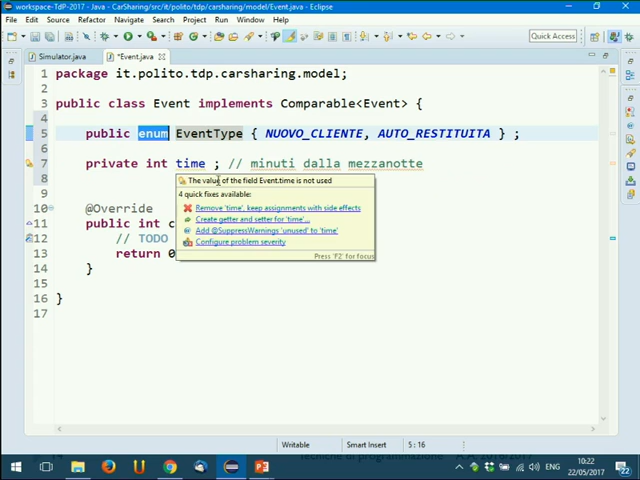 workspace-TdP-2017 - Java - CarSharing/src/it/polito/tdp/carsharing/model/Event.java - Eclipse
File Edit Source Refactor Navigate Search Project Run Window Help
Quick Access
Simulator.java *Event.java
1 package it.polito.tdp.carsharing.model;
2
3 public class Event implements Comparable<Event> {
4
5 public enum EventType { NUOVO_CLIENTE, AUTO_RESTITUITA } ;
6
7 private int time ; // minuti dalla mezzanotte
8
The value of the field Event.time is not used
4 quick fixes available:
Remove 'time', keep assignments with side effects
Create getter and setter for 'time'...
Add @SuppressWarnings 'unused' to 'time'
Configure problem severity
Press 'F2' for focus
9
10 @Override
11 public int c
12 // TODO
13 return 0
14 }
15
16 }
17
Writable Smart Insert 5 : 16
10:22
22/05/2017
22